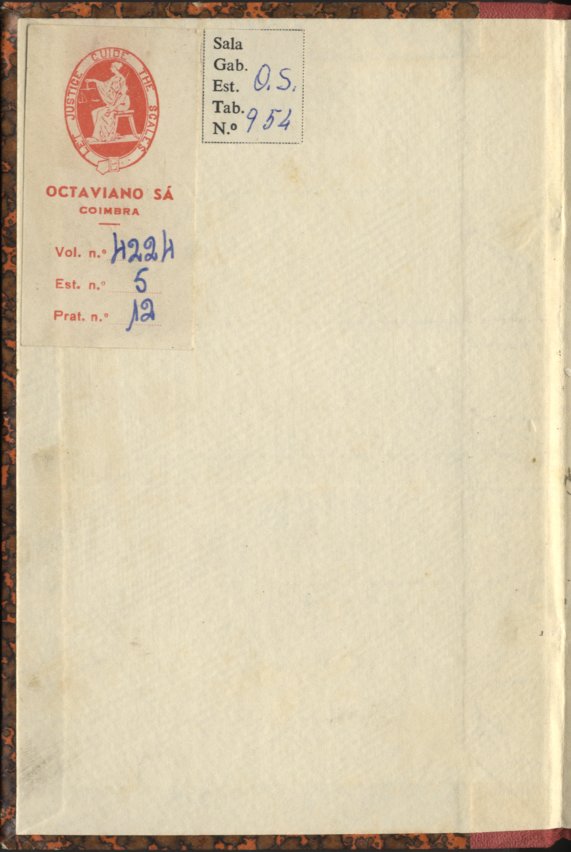 LET JUSTICE GUIDE THE SCALES
OCTAVIANO SÁ
COIMBRA
Vol. n.º 4224
Est. n.º 5
Prat. n.º 12
Sala
Gab.
Est. O.S.
Tab.
N.º 954